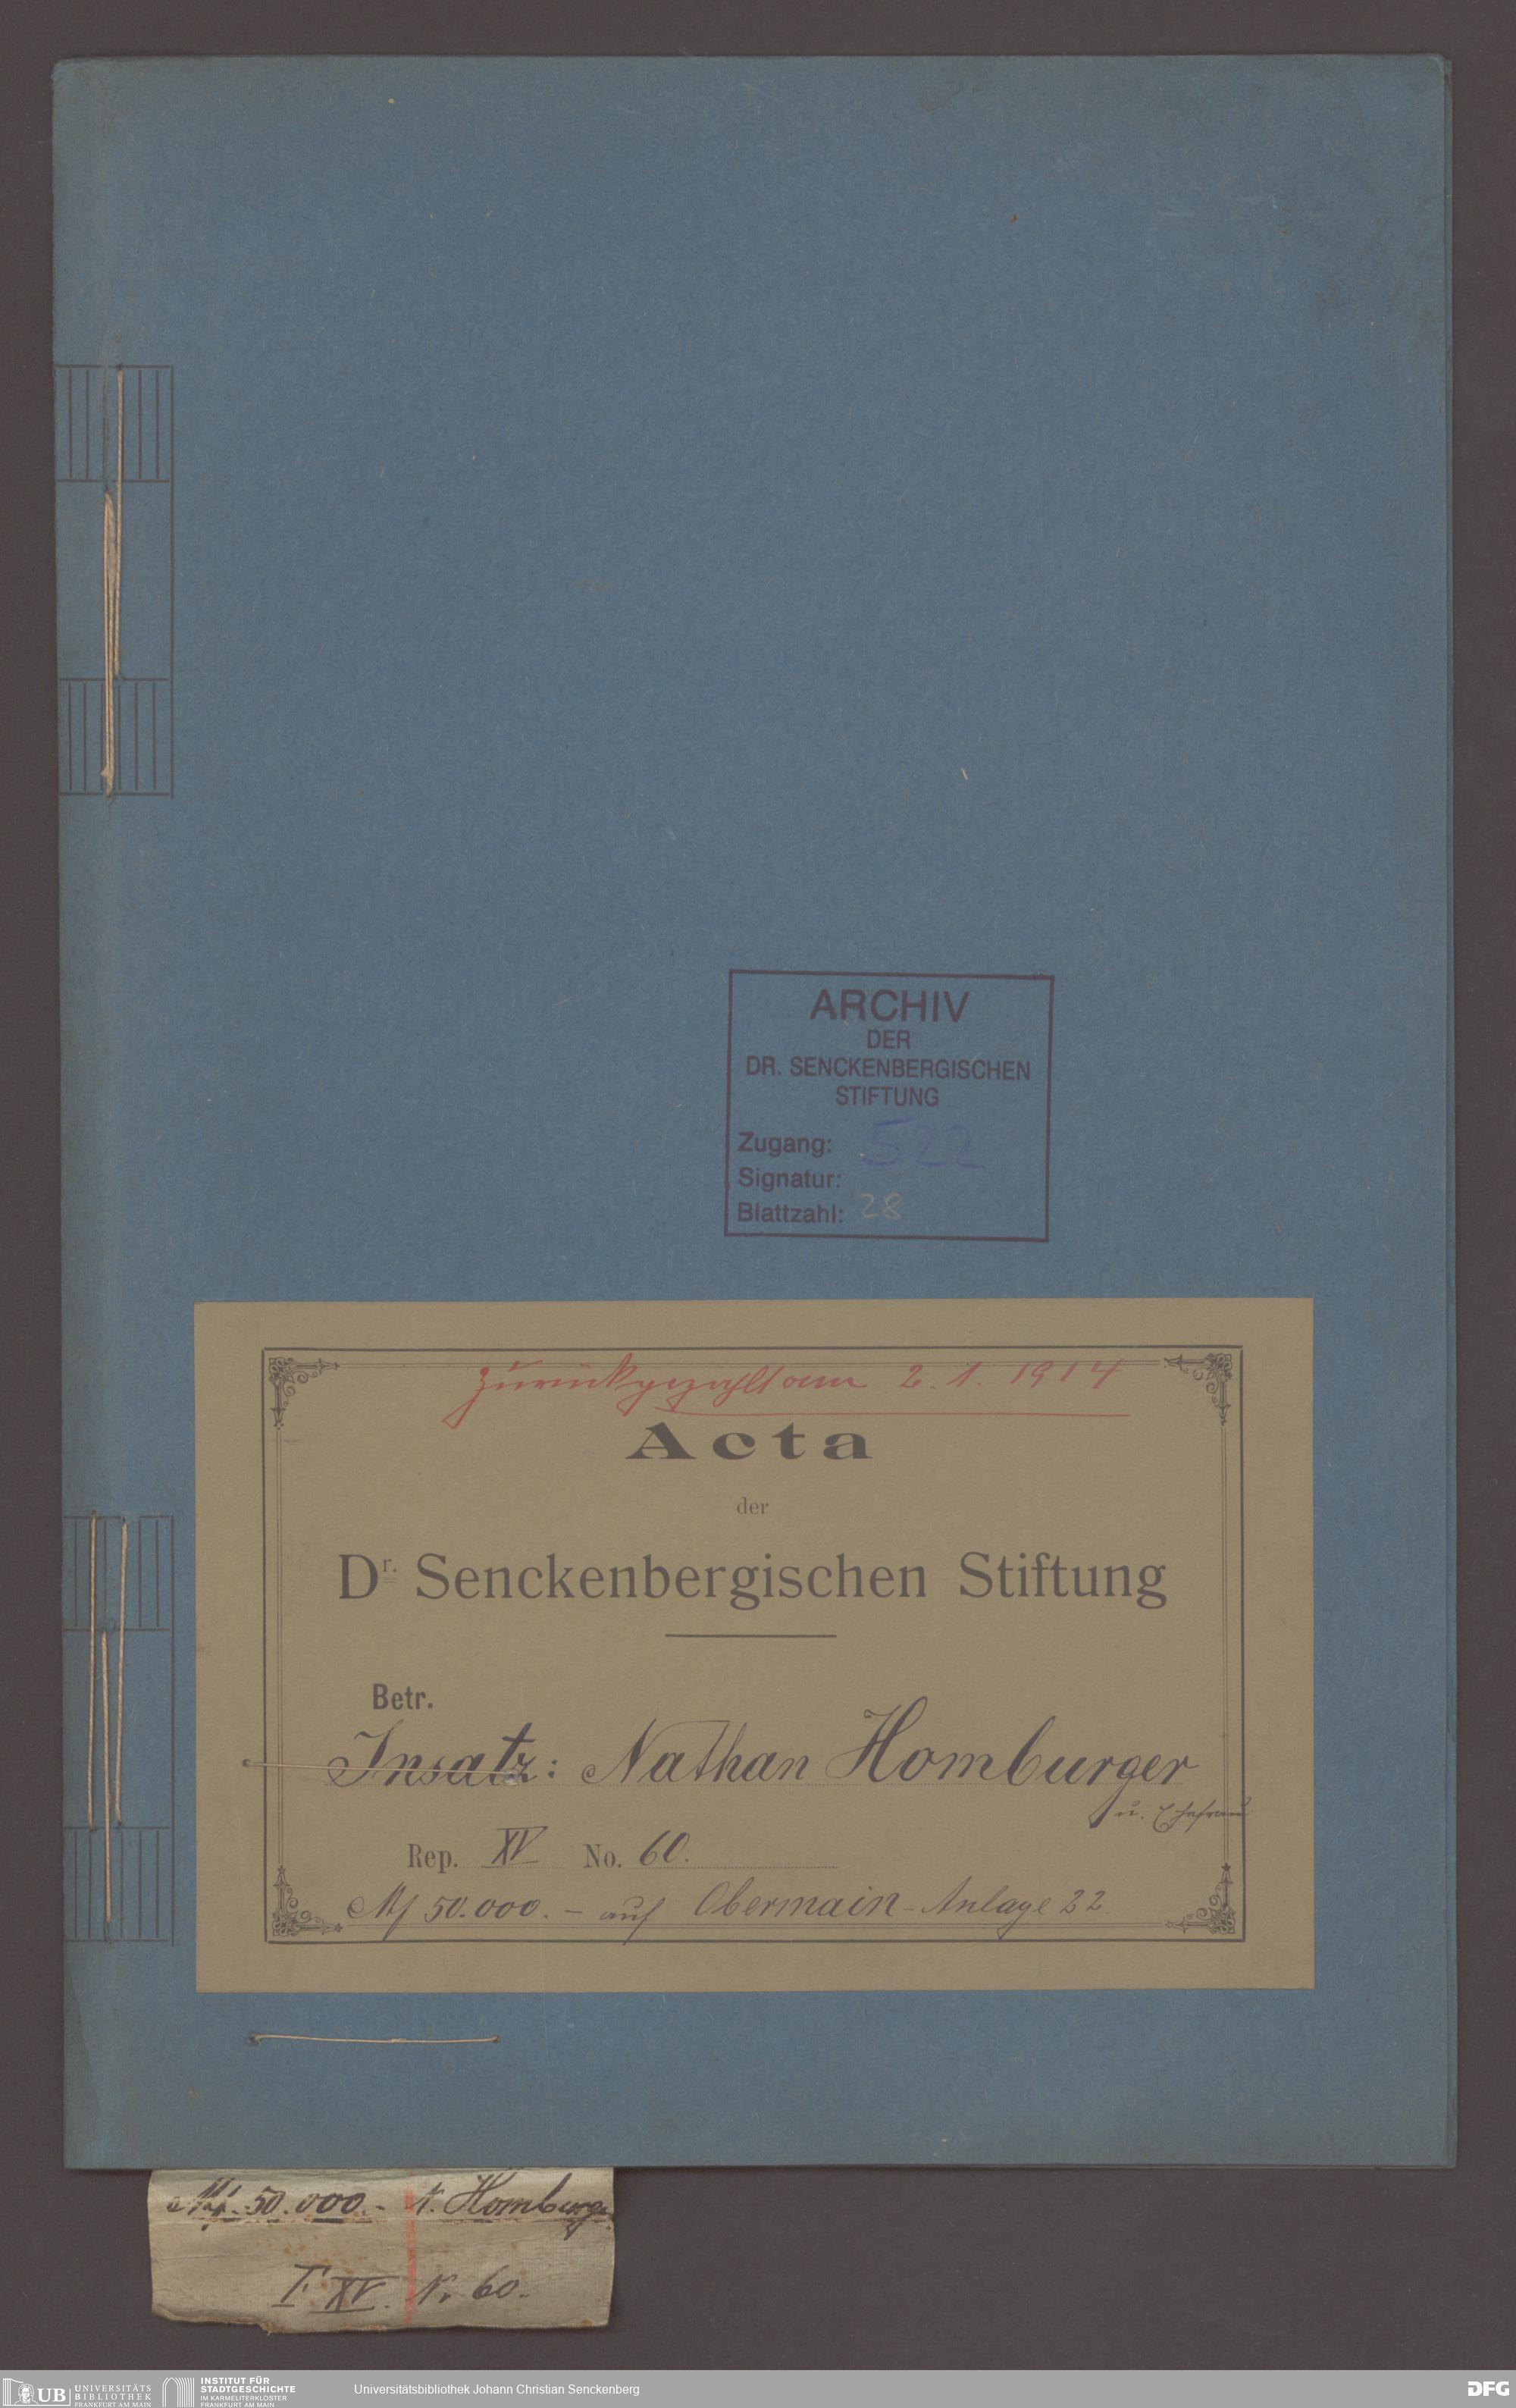 ARCHIV
DER
DR. SENCKENBERGISCHEN
STIFTUNG
Zugang: 522
Signatur:
Blattzahl: 28
Zurückgezahlt am 2. 1. 1914
Acta
der
Dr. Senckenbergischen Stiftung
Betr.
Insatz: Nathan Homburger
u. Ehefrau
Rep. XV No. 60.
M 50.000. – auf Obermain-Anlage 22
M. 50.000.- N. Homburg
XV. N. 60.
UB UNIVERSITÄTS
BIBLIOTHEK
FRANKFURT AM MAIN
INSTITUT FÜR
STADTGESCHICHTE
IM KARMELITERKLOSTER
FRANKFURT AM MAIN
Universitätsbibliothek Johann Christian Senckenberg
DFG